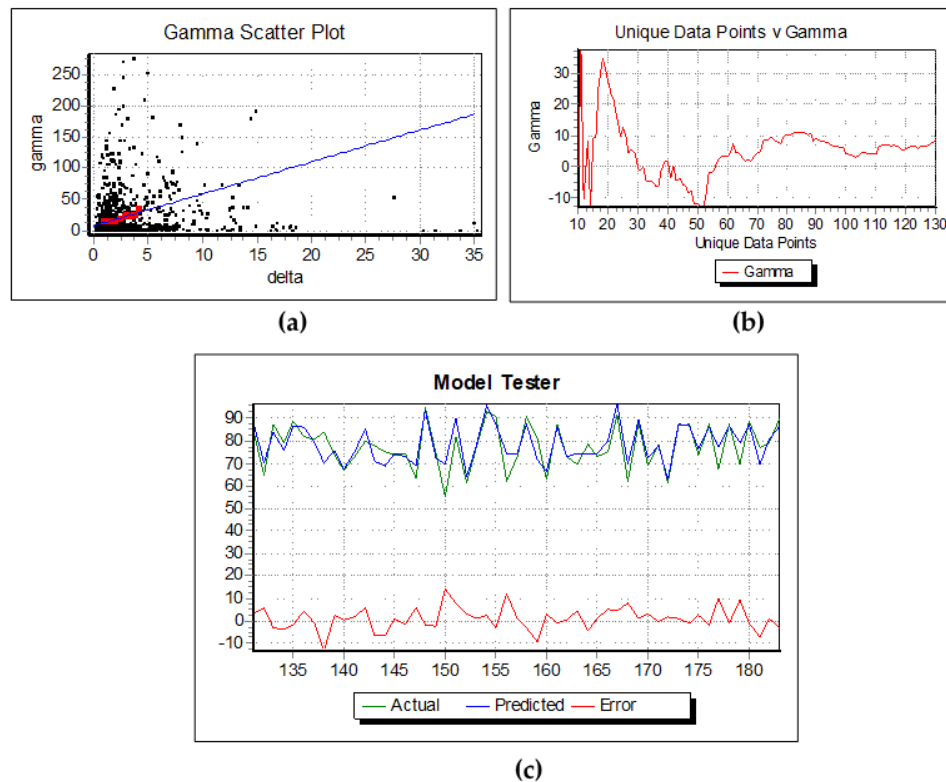 Gamma Scatter Plot
gamma
250
200
150
100
50
0
0 5 10 15 20 25 30 35
delta
(a)
Unique Data Points v Gamma
Gamma
30
20
10
0
-10
10 20 30 40 50 60 70 80 90 100 110 120 130
Unique Data Points
Gamma
(b)
Model Tester
90
80
70
60
50
40
30
20
10
0
-10
135 140 145 150 155 160 165 170 175 180
Actual Predicted Error
(c)